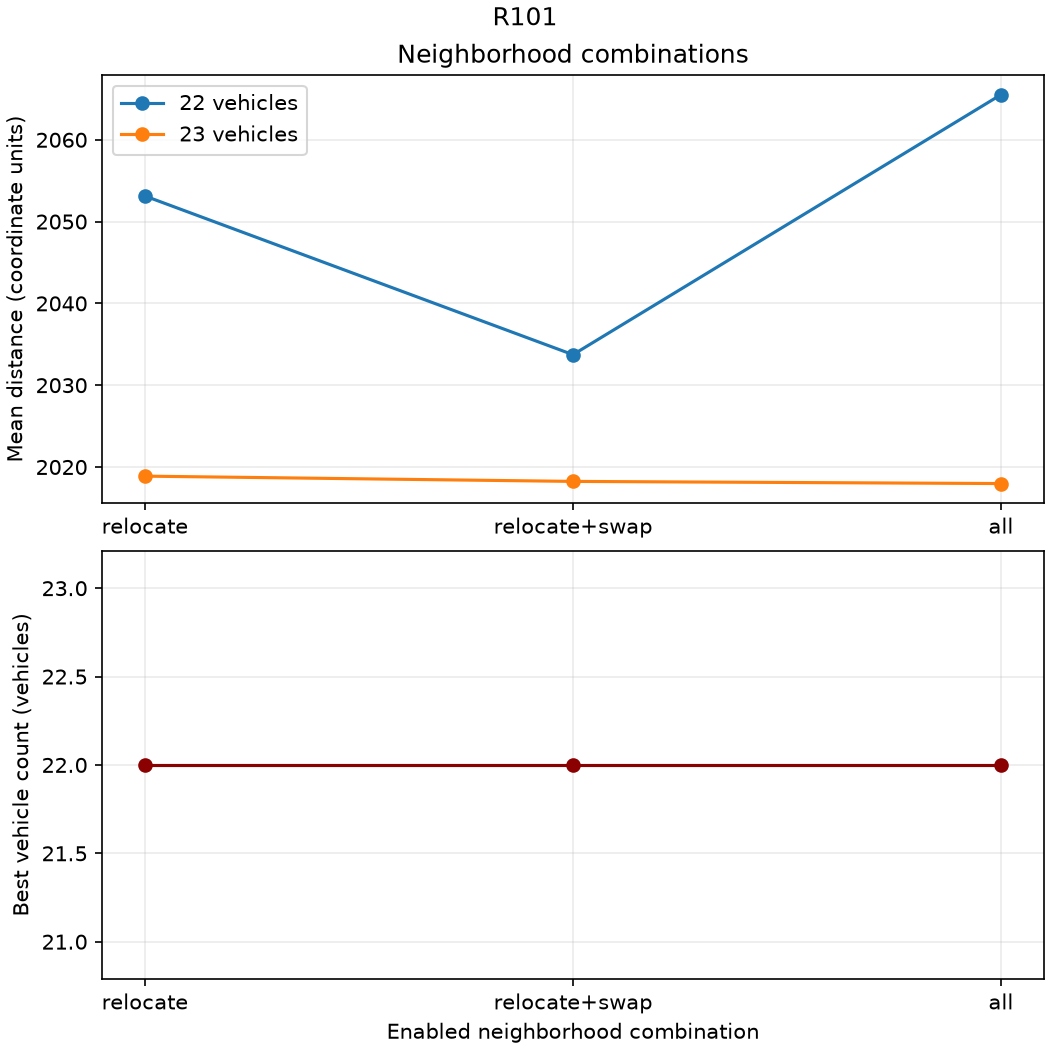 R101
Neighborhood combinations
22 vehicles
23 vehicles
Mean distance (coordinate units)
2060
2050
2040
2030
2020
relocate
relocate+swap
all
Best vehicle count (vehicles)
23.0
22.5
22.0
21.5
21.0
relocate
relocate+swap
all
Enabled neighborhood combination